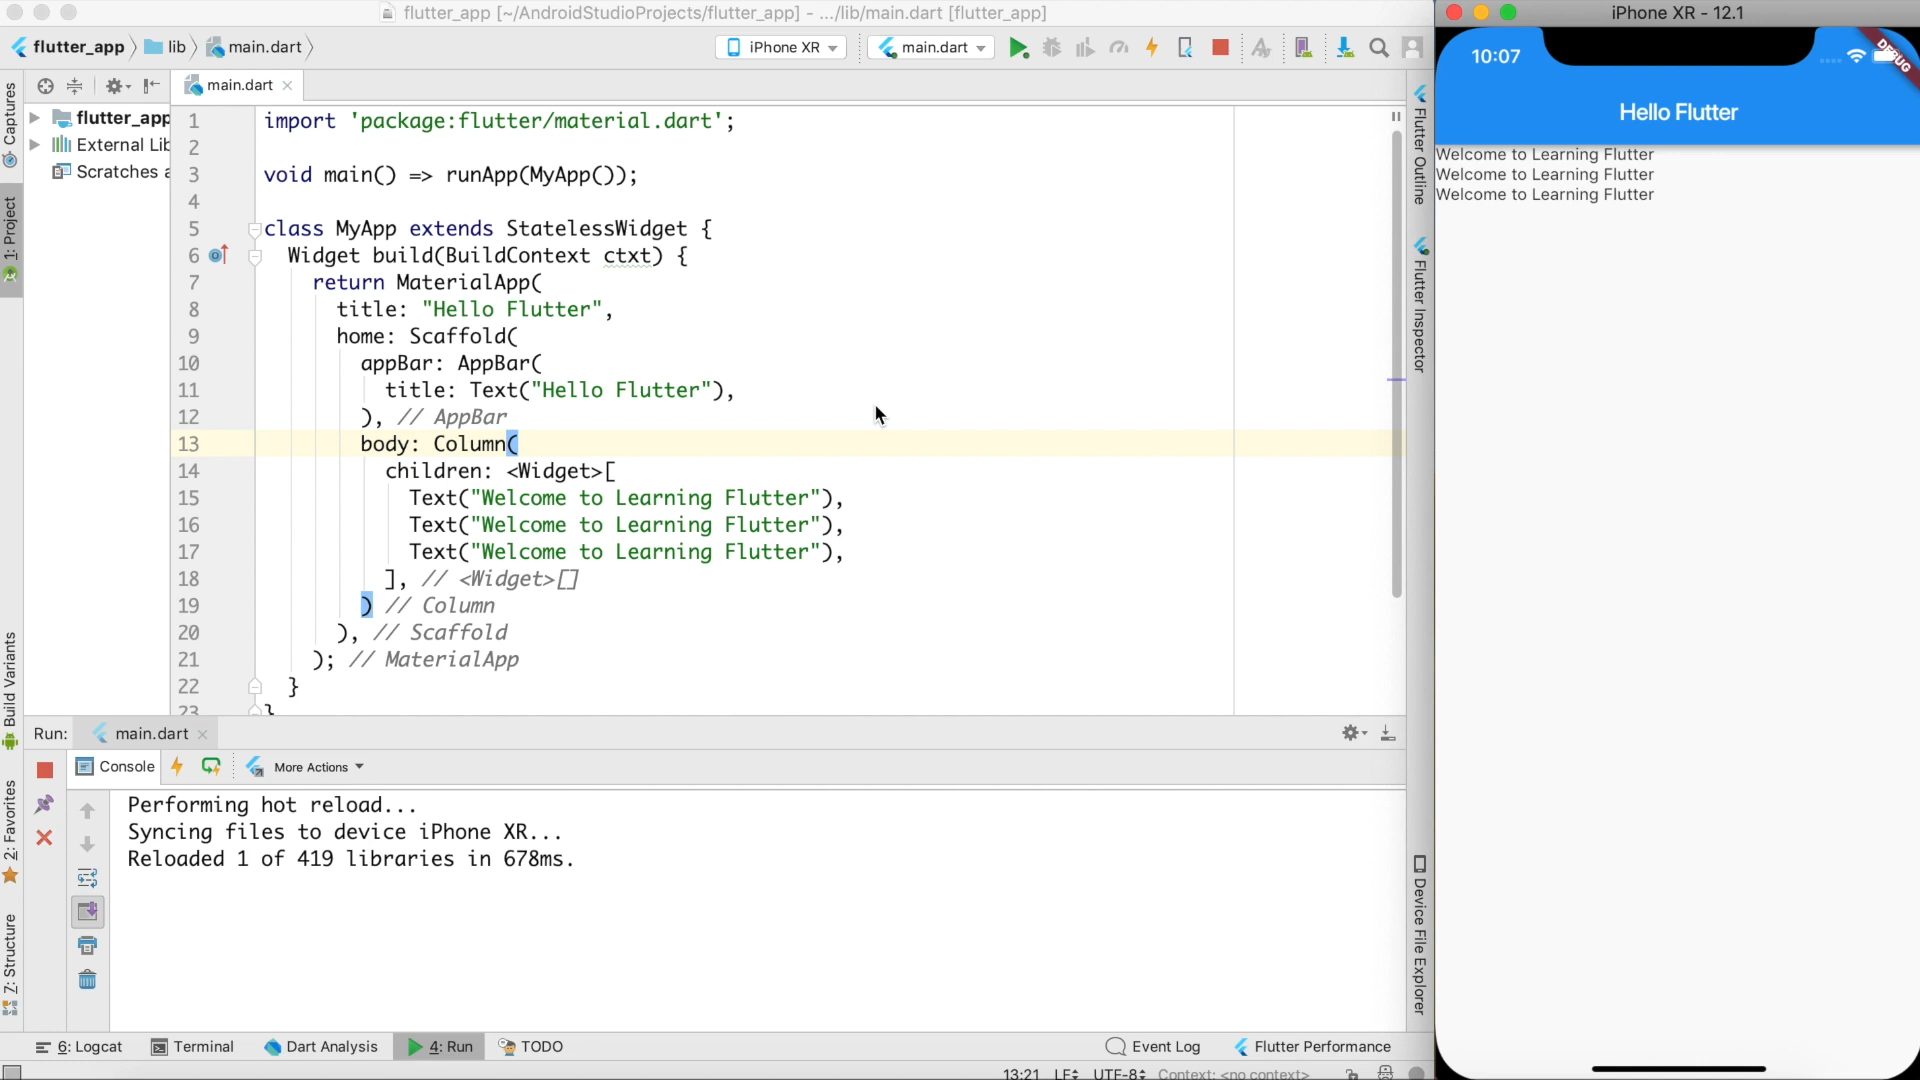 flutter_app [~/AndroidStudioProjects/flutter_app] - .../lib/main.dart [flutter_app]
iPhone XR - 12.1
flutter_app
lib
main.dart
iPhone XR
main.dart
10:07
DEBUG
Hello Flutter
Welcome to Learning Flutter
Welcome to Learning Flutter
Welcome to Learning Flutter
Captures
1: Project
Build Variants
2: Favorites
7: Structure
flutter_app
External Lib
Scratches a
main.dart
1 import 'package:flutter/material.dart';
2
3 void main() => runApp(MyApp());
4
5 class MyApp extends StatelessWidget {
6 Widget build(BuildContext ctxt) {
7 return MaterialApp(
8 title: "Hello Flutter",
9 home: Scaffold(
10 appBar: AppBar(
11 title: Text("Hello Flutter"),
12 ), // AppBar
13 body: Column(
14 children: <Widget>[
15 Text("Welcome to Learning Flutter"),
16 Text("Welcome to Learning Flutter"),
17 Text("Welcome to Learning Flutter"),
18 ], // <Widget>[]
19 ) // Column
20 ), // Scaffold
21 ); // MaterialApp
22 }
23 }
Flutter Outline
Flutter Inspector
Device File Explorer
Run:
main.dart
Console
More Actions
Performing hot reload...
Syncing files to device iPhone XR...
Reloaded 1 of 419 libraries in 678ms.
6: Logcat
Terminal
Dart Analysis
4: Run
TODO
Event Log
Flutter Performance
13:21 LF UTF-8 Context: <no context>